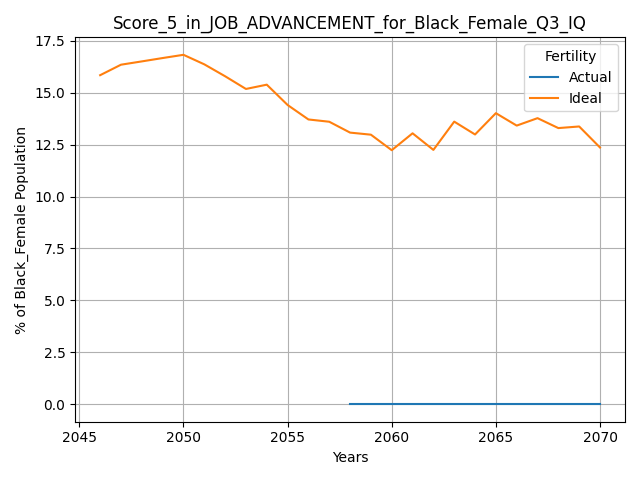 Score_5_in_JOB_ADVANCEMENT_for_Black_Female_Q3_IQ
17.5
15.0
12.5
10.0
7.5
5.0
2.5
0.0
% of Black_Female Population
Fertility
Actual
Ideal
2045
2050
2055
2060
2065
2070
Years